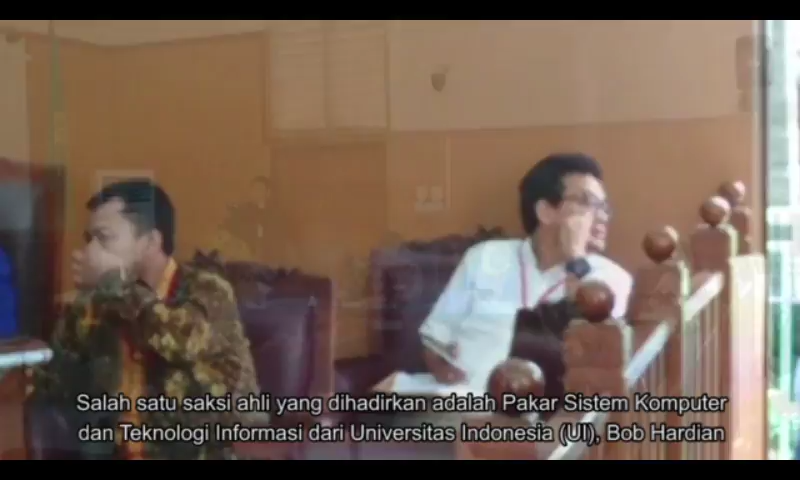 Salah satu saksi ahli yang dihadirkan adalah Pakar Sistem Komputer
dan Teknologi Informasi dari Universitas Indonesia (UI), Bob Hardian